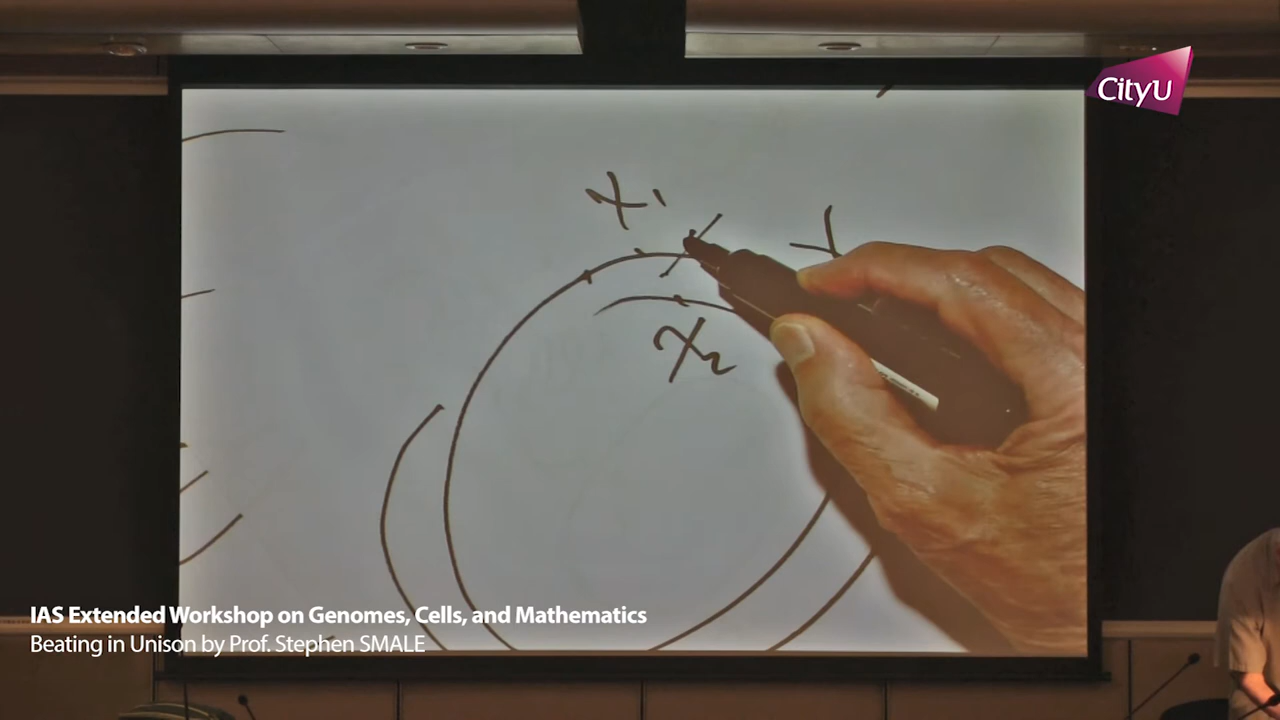 CityU
X1
Y
X2
IAS Extended Workshop on Genomes, Cells, and Mathematics
Beating in Unison by Prof. Stephen SMALE